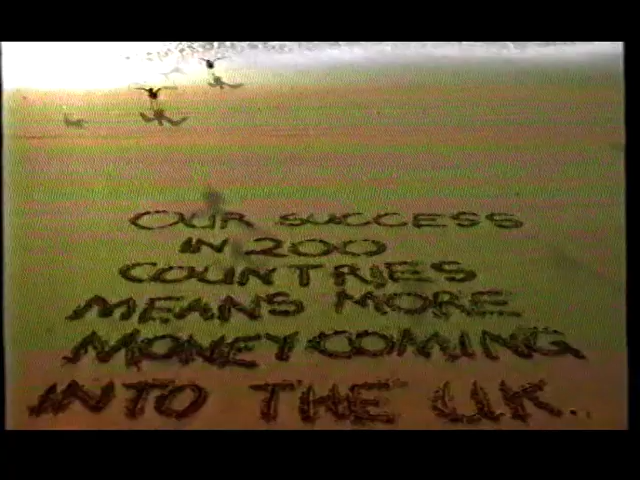 OUR SUCCESS
IN 200
COUNTRIES
MEANS MORE
MONEY COMING
INTO THE UK..